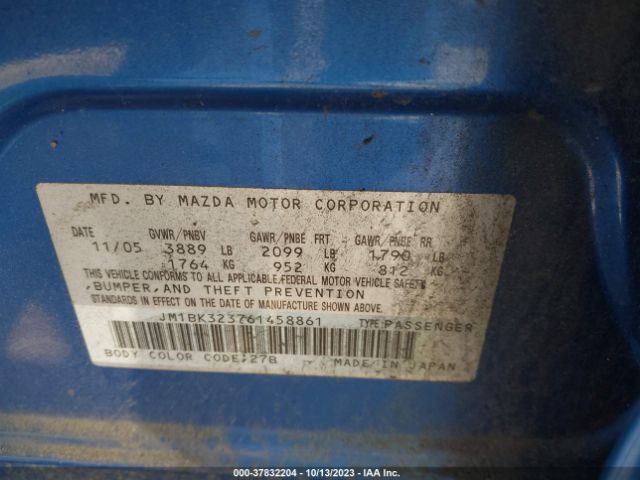 MFD. BY MAZDA MOTOR CORPORATION
DATE GVWR/PNBV GAWR/PNBE FRT GAWR/PNBE RR
11/05 3889 LB 2099 LB 1790 LB
1764 KG 952 KG 812 KG
THIS VEHICLE CONFORMS TO ALL APPLICABLE FEDERAL MOTOR VEHICLE SAFETY
,BUMPER, AND THEFT PREVENTION
STANDARDS IN EFFECT ON THE DATE OF MANUFACTURE SHOWN ABOVE.
JM1BK323761458861 TYPE:PASSENGER
BODY COLOR CODE:27B MADE IN JAPAN
000-37832204 - 10/13/2023 - IAA Inc.